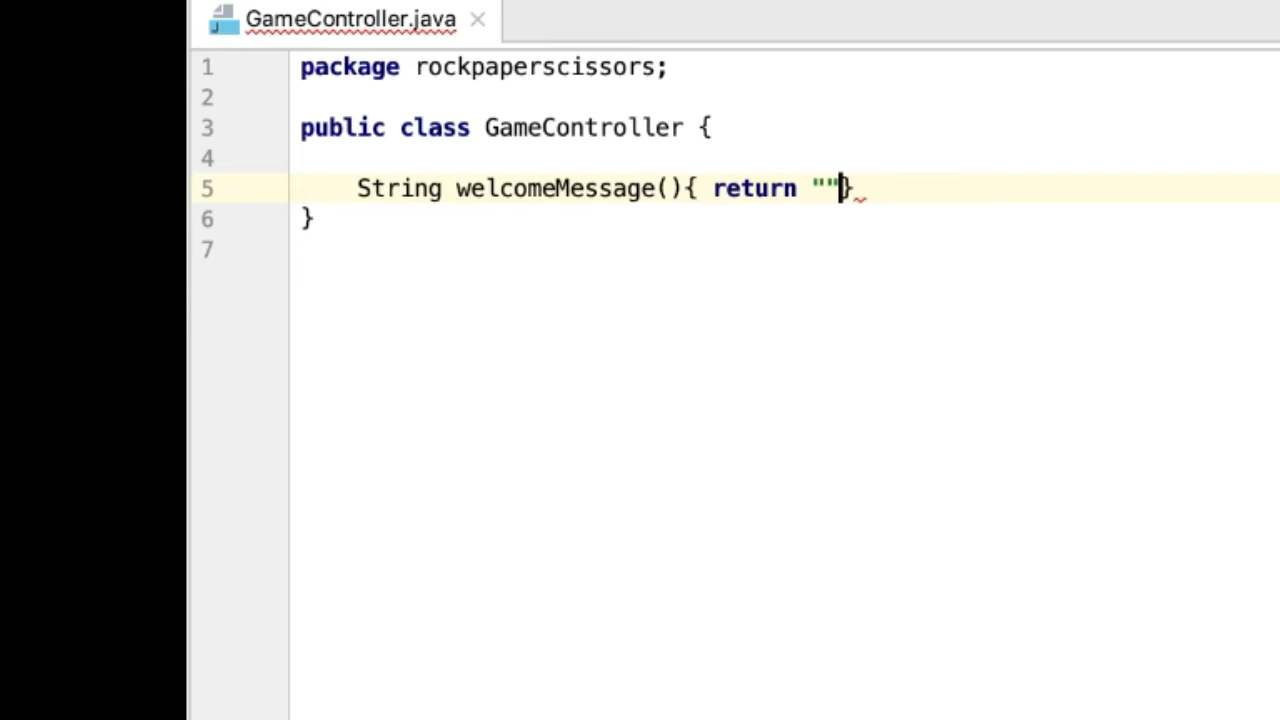 GameController.java
1 package rockpaperscissors;
2
3 public class GameController {
4
5     String welcomeMessage(){ return ""}
6 }
7